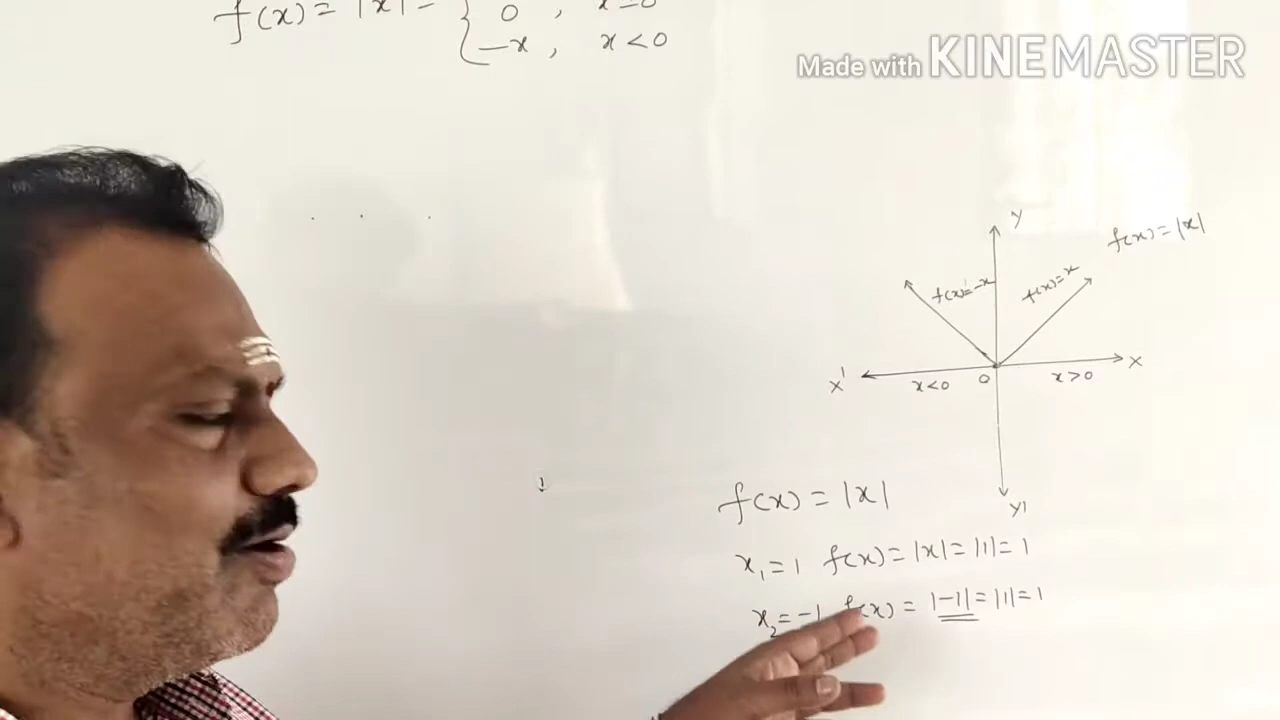 f(x) = |x| = { 0 , x=0
-x , x<0
Made with KINEMASTER
Y
f(x)=|x|
f(x)=-x
f(x)=x
X'
x<0
0
x>0
X
Y'
f(x) = |x|
x₁=1 f(x)=|x|=|1|=1
x₂=-1 f(x) = |-1|=|1|=1